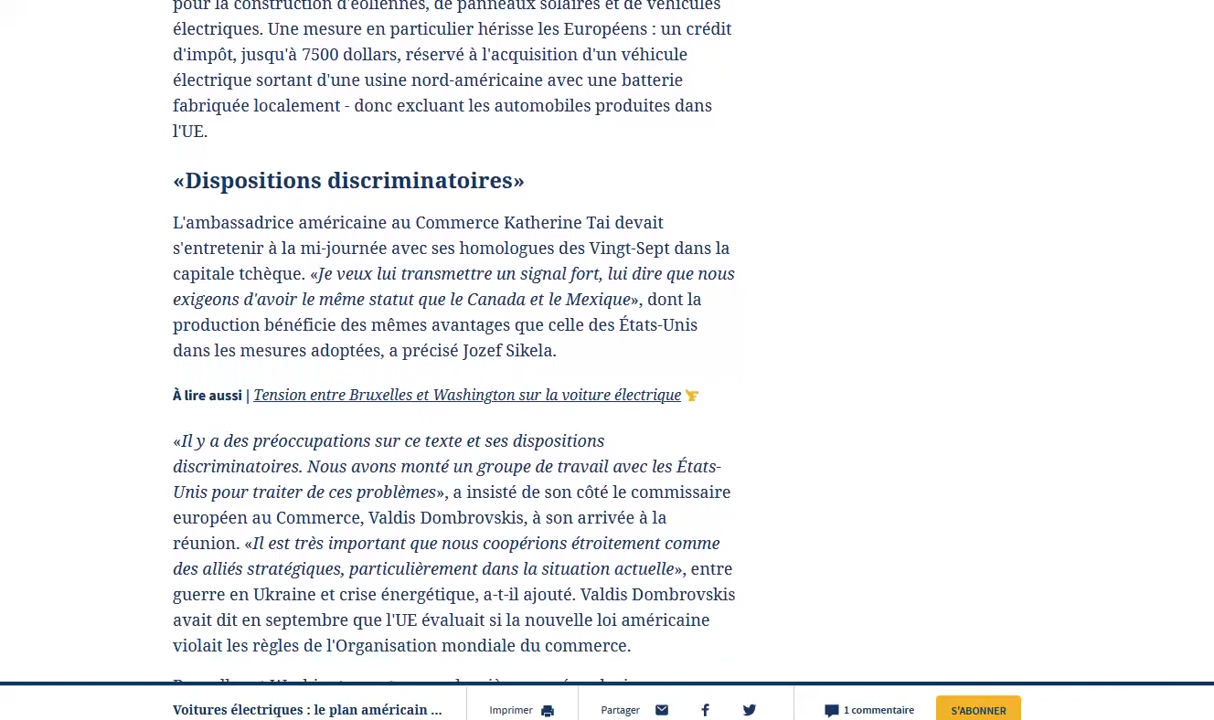 pour la construction d'éoliennes, de panneaux solaires et de véhicules
électriques. Une mesure en particulier hérisse les Européens : un crédit
d'impôt, jusqu'à 7500 dollars, réservé à l'acquisition d'un véhicule
électrique sortant d'une usine nord-américaine avec une batterie
fabriquée localement - donc excluant les automobiles produites dans
l'UE.
«Dispositions discriminatoires»
L'ambassadrice américaine au Commerce Katherine Tai devait
s'entretenir à la mi-journée avec ses homologues des Vingt-Sept dans la
capitale tchèque. «Je veux lui transmettre un signal fort, lui dire que nous
exigeons d'avoir le même statut que le Canada et le Mexique», dont la
production bénéficie des mêmes avantages que celle des États-Unis
dans les mesures adoptées, a précisé Jozef Sikela.
À lire aussi | Tension entre Bruxelles et Washington sur la voiture électrique
«Il y a des préoccupations sur ce texte et ses dispositions
discriminatoires. Nous avons monté un groupe de travail avec les États-
Unis pour traiter de ces problèmes», a insisté de son côté le commissaire
européen au Commerce, Valdis Dombrovskis, à son arrivée à la
réunion. «Il est très important que nous coopérions étroitement comme
des alliés stratégiques, particulièrement dans la situation actuelle», entre
guerre en Ukraine et crise énergétique, a-t-il ajouté. Valdis Dombrovskis
avait dit en septembre que l'UE évaluait si la nouvelle loi américaine
violait les règles de l'Organisation mondiale du commerce.
Voitures électriques : le plan américain ... Imprimer Partager 1 commentaire S'ABONNER